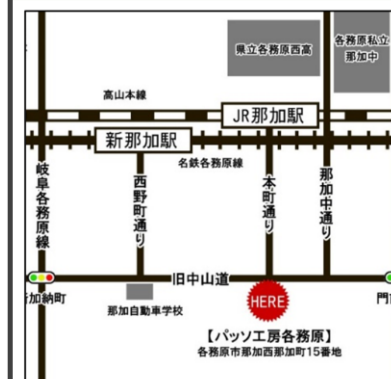 県立各務原西高
各務原私立
那加中
高山本線
JR那加駅
新那加駅
名鉄各務原線
岐阜各務原線
西野町通り
本町通り
那加中通り
旧中山道
加納町
那加自動車学校
HERE
門
【パッソ工房各務原】
各務原市那加西那加町15番地